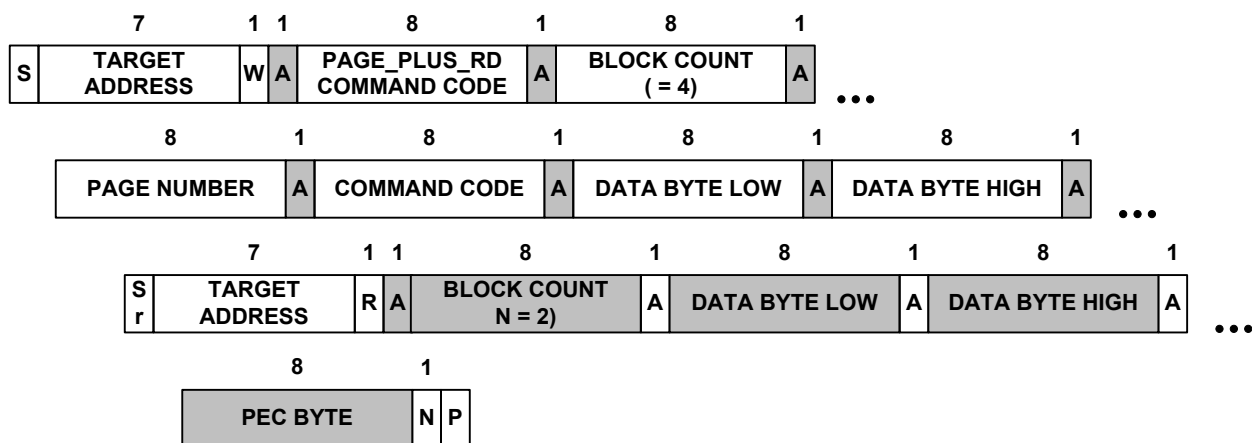 7 1 1 8 1 8 1
S TARGET ADDRESS W A PAGE_PLUS_RD COMMAND CODE A BLOCK COUNT ( = 4) A •••
8 1 8 1 8 1 8 1
PAGE NUMBER A COMMAND CODE A DATA BYTE LOW A DATA BYTE HIGH A •••
7 1 1 8 1 8 1 8 1
Sr TARGET ADDRESS R A BLOCK COUNT N = 2) A DATA BYTE LOW A DATA BYTE HIGH A •••
8 1
PEC BYTE N P